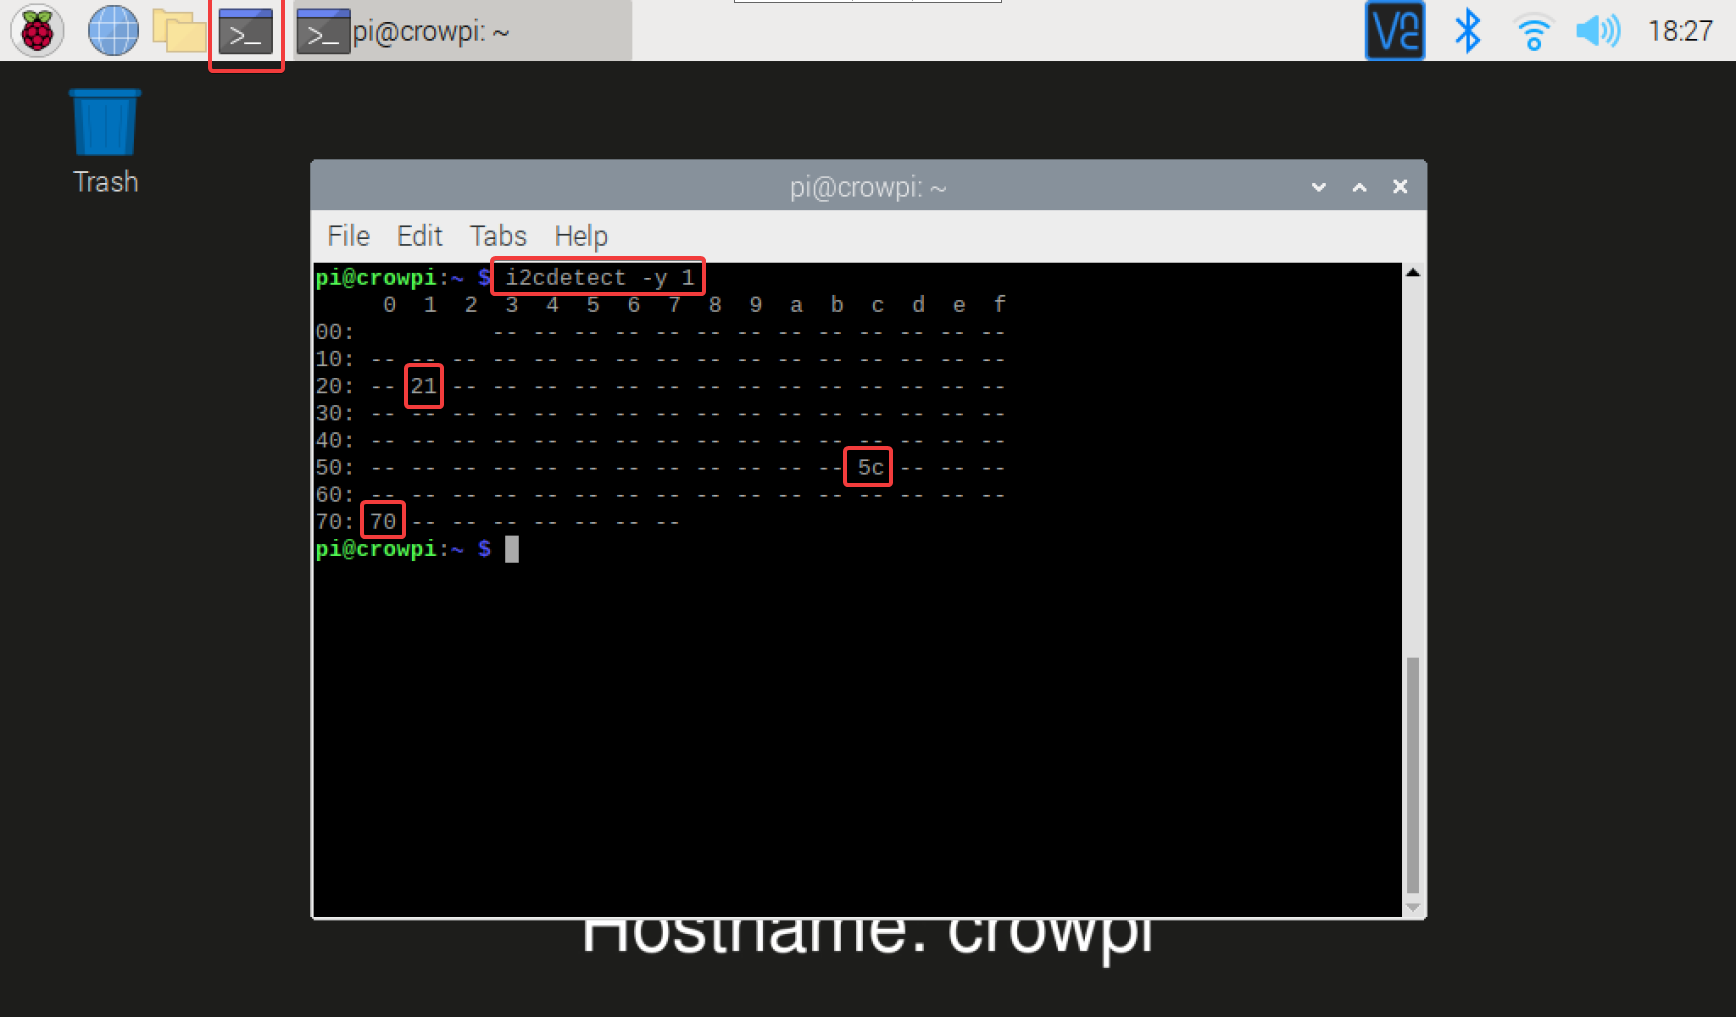 >_ >_ pi@crowpi: ~ V2 18:27
Trash
pi@crowpi: ~
File Edit Tabs Help
pi@crowpi:~ $ i2cdetect -y 1
     0  1  2  3  4  5  6  7  8  9  a  b  c  d  e  f
00:          -- -- -- -- -- -- -- -- -- -- -- -- --
10: -- -- -- -- -- -- -- -- -- -- -- -- -- -- -- --
20: -- 21 -- -- -- -- -- -- -- -- -- -- -- -- -- --
30: -- -- -- -- -- -- -- -- -- -- -- -- -- -- -- --
40: -- -- -- -- -- -- -- -- -- -- -- -- -- -- -- --
50: -- -- -- -- -- -- -- -- -- -- -- -- 5c -- -- --
60: -- -- -- -- -- -- -- -- -- -- -- -- -- -- -- --
70: 70 -- -- -- -- -- -- --
pi@crowpi:~ $
Hostname: crowpi